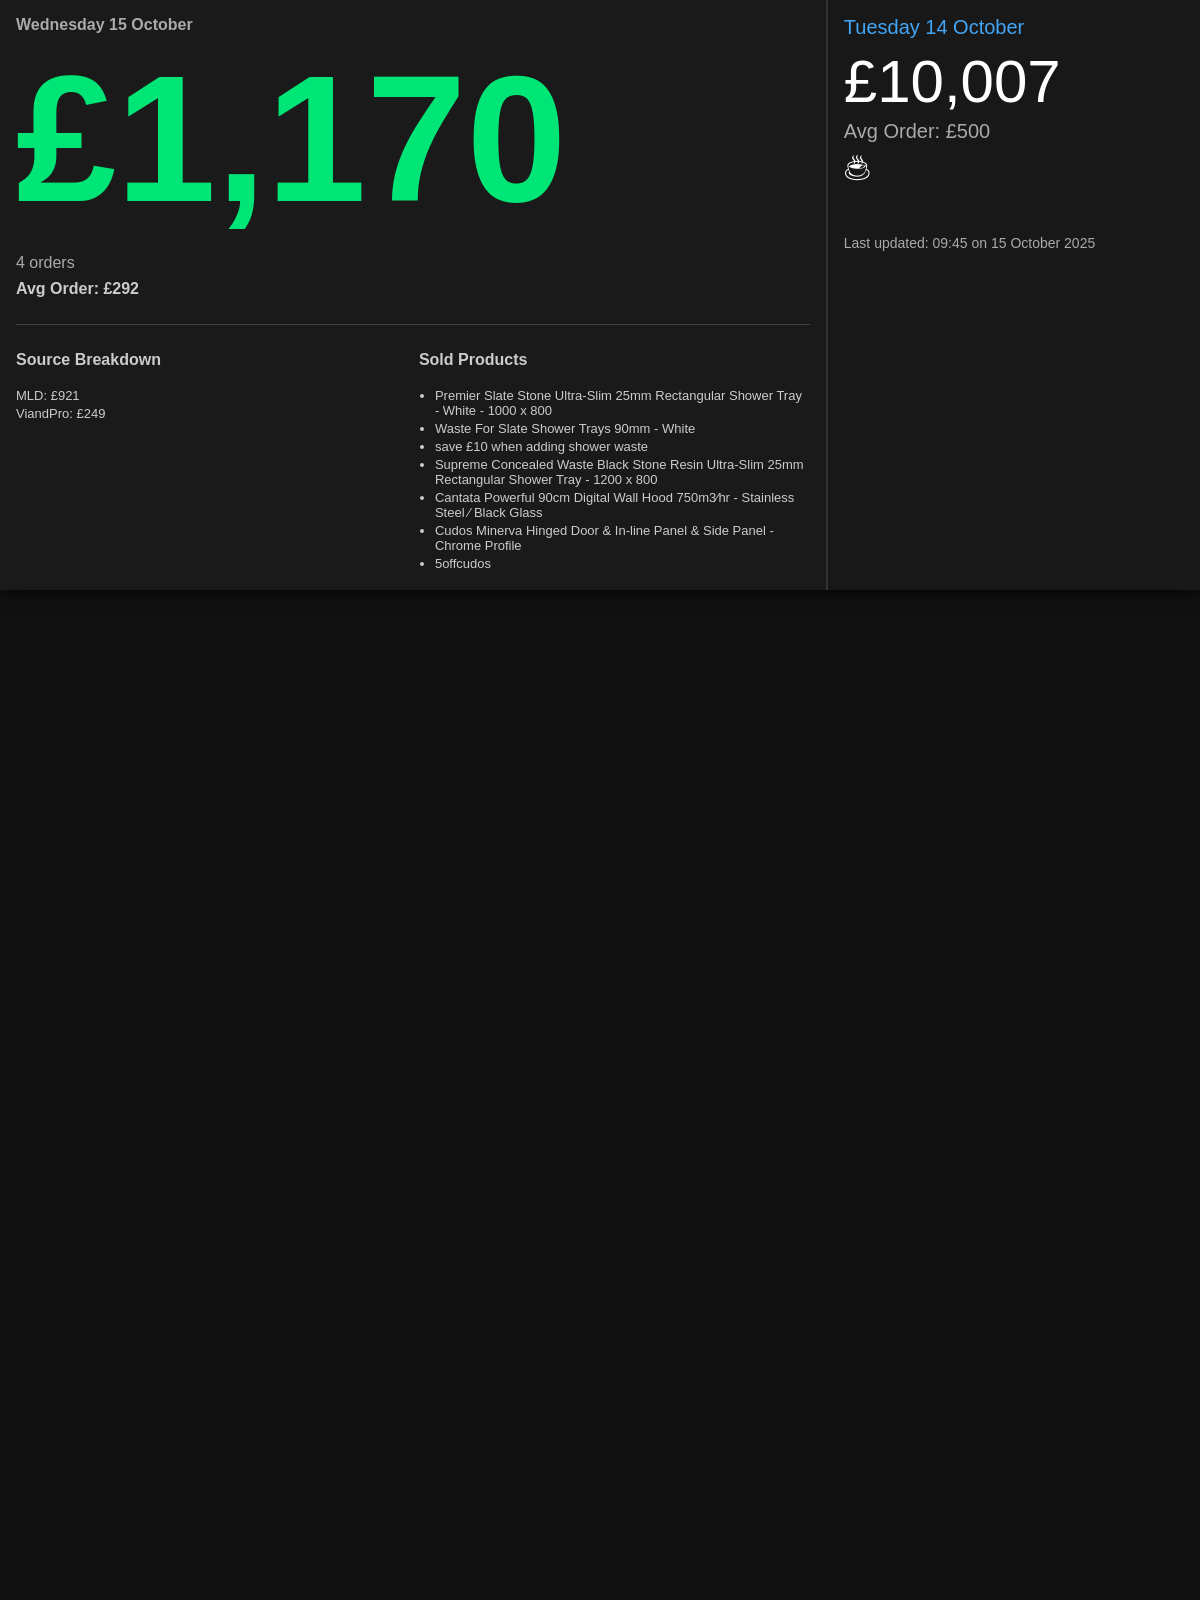 Wednesday 15 October
£1,170
4 orders
Avg Order: £292
Source Breakdown
MLD: £921
ViandPro: £249
Sold Products
• Premier Slate Stone Ultra-Slim 25mm Rectangular Shower Tray
- White - 1000 x 800
• Waste For Slate Shower Trays 90mm - White
• save £10 when adding shower waste
• Supreme Concealed Waste Black Stone Resin Ultra-Slim 25mm
Rectangular Shower Tray - 1200 x 800
• Cantata Powerful 90cm Digital Wall Hood 750m3⁄hr - Stainless
Steel ⁄ Black Glass
• Cudos Minerva Hinged Door & In-line Panel & Side Panel -
Chrome Profile
• 5offcudos
Tuesday 14 October
£10,007
Avg Order: £500
Last updated: 09:45 on 15 October 2025